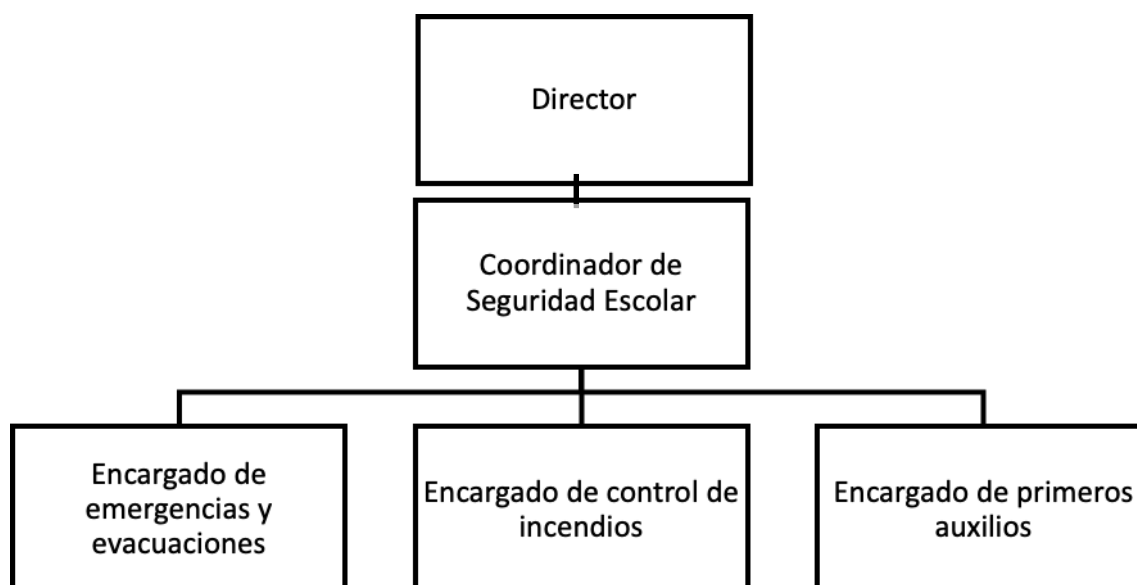 Director
Coordinador de
Seguridad Escolar
Encargado de
emergencias y
evacuaciones
Encargado de control de
incendios
Encargado de primeros
auxilios